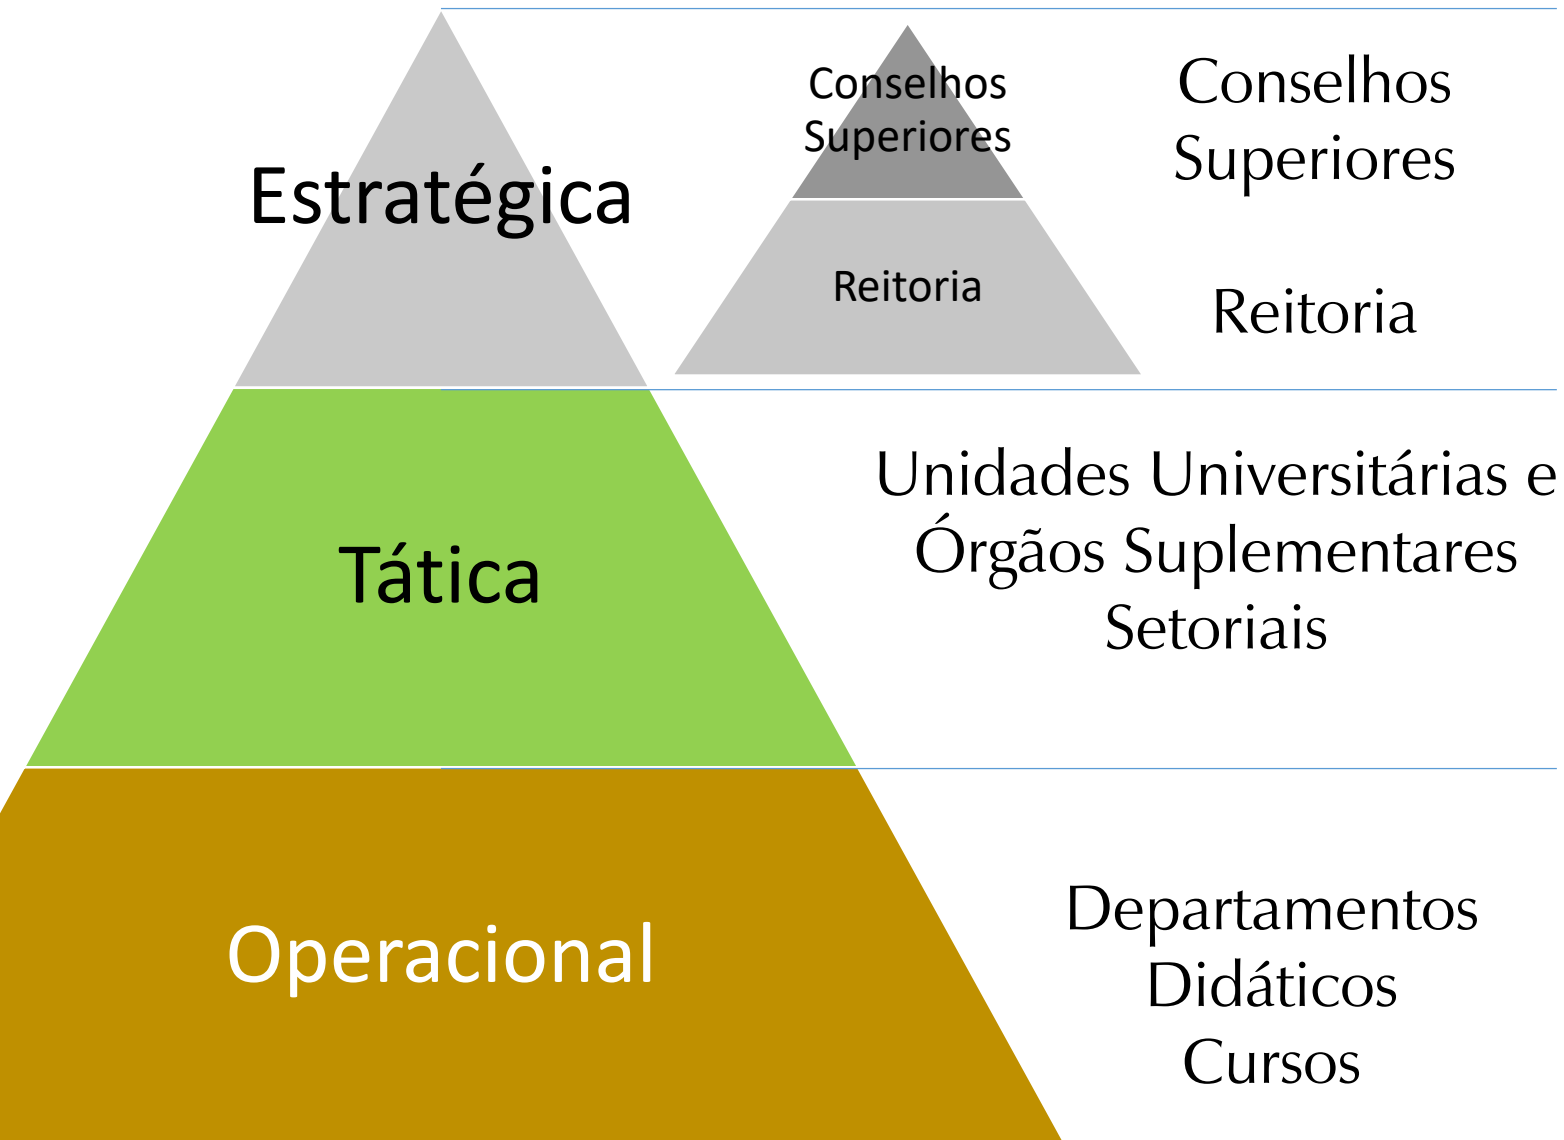 Estratégica
Conselhos
Superiores
Reitoria
Conselhos
Superiores
Reitoria
Tática
Unidades Universitárias e
Órgãos Suplementares
Setoriais
Operacional
Departamentos
Didáticos
Cursos